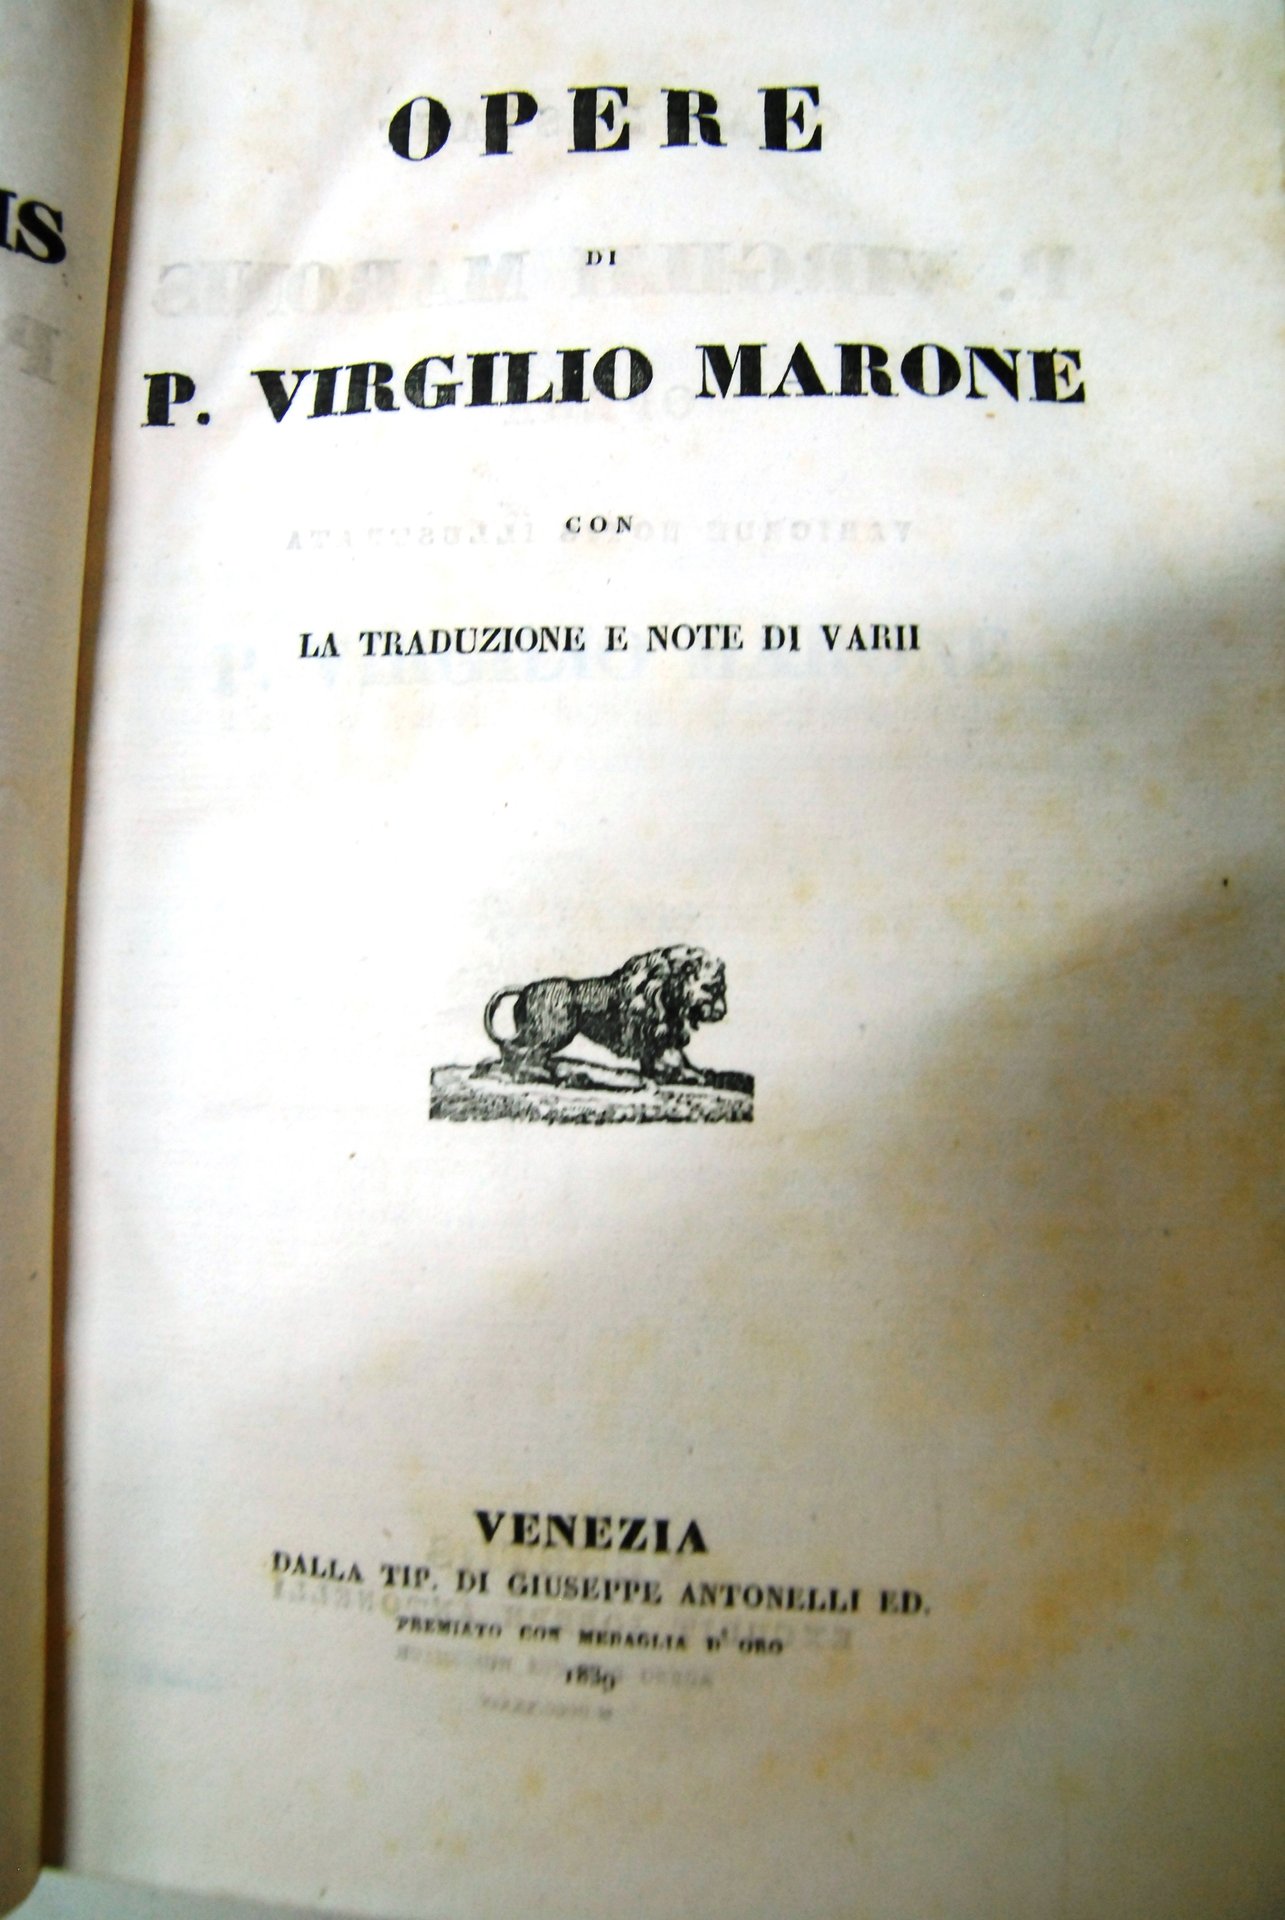 OPERE
DI
P. VIRGILIO MARONE
CON
LA TRADUZIONE E NOTE DI VARII
VENEZIA
DALLA TIP. DI GIUSEPPE ANTONELLI ED.
PREMIATO CON MEDAGLIA D' ORO
1839